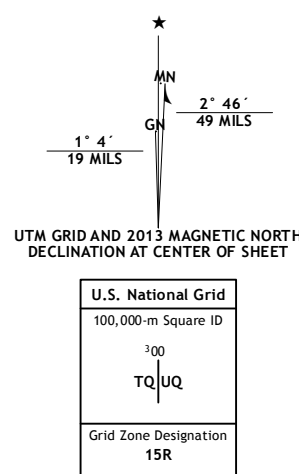 ★
MN
GN
2° 46´
49 MILS
1° 4´
19 MILS
UTM GRID AND 2013 MAGNETIC NORTH
DECLINATION AT CENTER OF SHEET
U.S. National Grid
100,000-m Square ID
³00
TQ UQ
Grid Zone Designation
15R